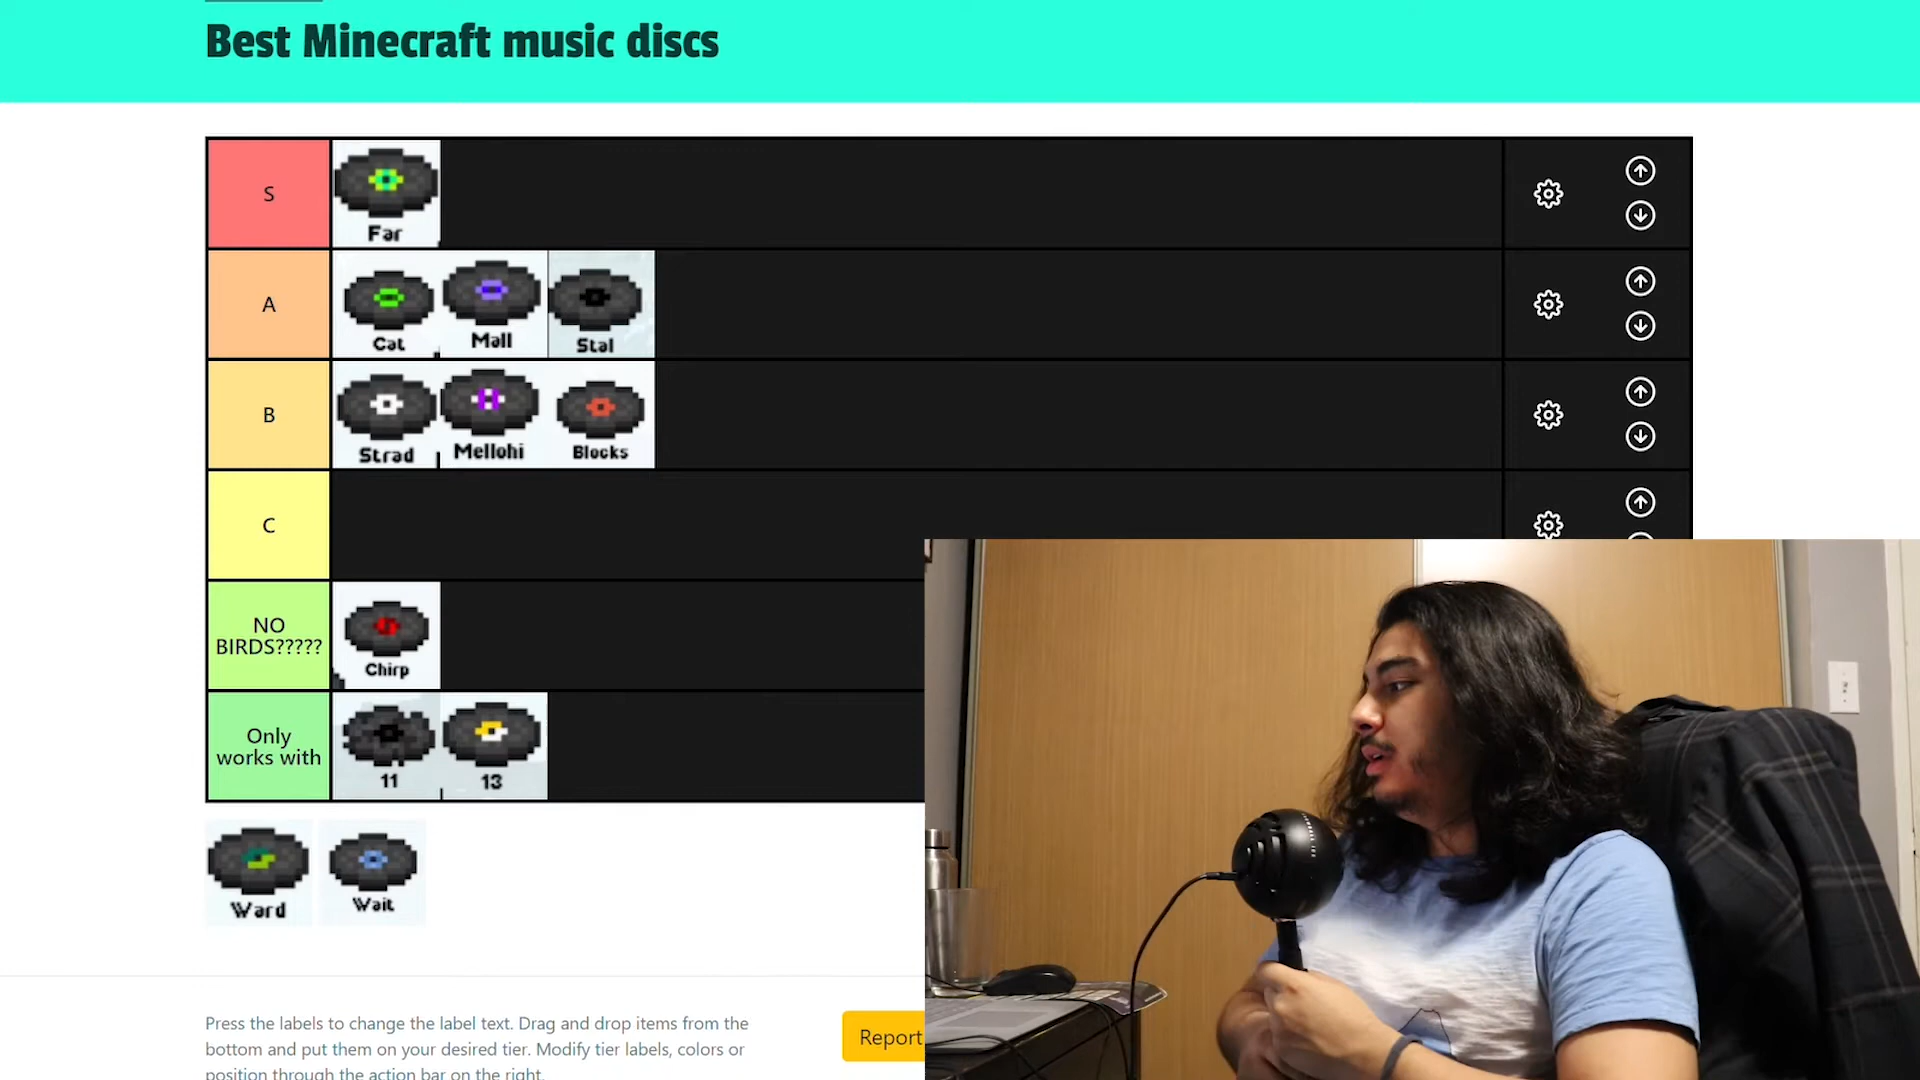 Best Minecraft music discs
S
Far
A
Cat
Mall
Stal
B
Strad
Mellohi
Blocks
C
NO
BIRDS?????
Chirp
Only
works with
11
13
Ward
Wait
Press the labels to change the label text. Drag and drop items from the
bottom and put them on your desired tier. Modify tier labels, colors or
position through the action bar on the right.
Report